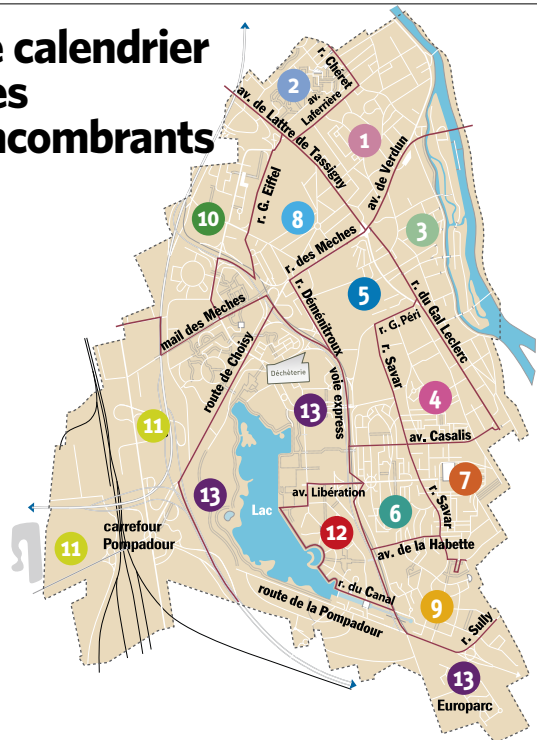 e calendrier
es
ncombrants
r. Chéret
2
av.
Laferrière
av. de Lattre de Tassigny
1
av. de Verdun
r. G. Eiffel
10
8
3
r. des Mèches
5
r. du Gal Leclerc
mail des Mèches
r. Déménitroux
r. G. Péri
route de Choisy
Déchèterie
voie express
r. Savar
4
13
11
av. Casalis
13
av. Libération
7
Lac
r. Savar
6
12
carrefour
Pompadour
11
av. de la Habette
r. du Canal
route de la Pompadour
9
r. Sully
13
Europarc